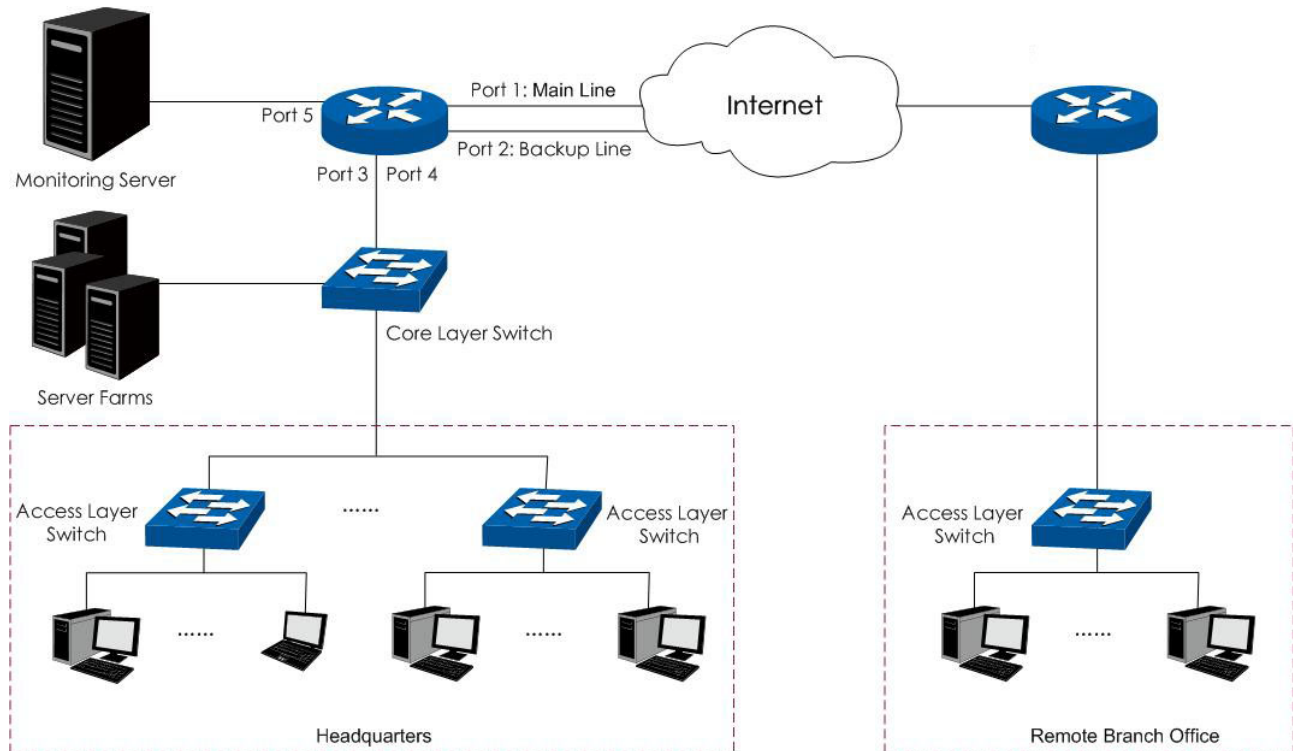 Port 1: Main Line
Internet
Port 5
Port 2: Backup Line
Monitoring Server
Port 3
Port 4
Core Layer Switch
Server Farms
Access Layer
Switch
......
Access Layer
Switch
Access Layer
Switch
......
......
......
Headquarters
Remote Branch Office